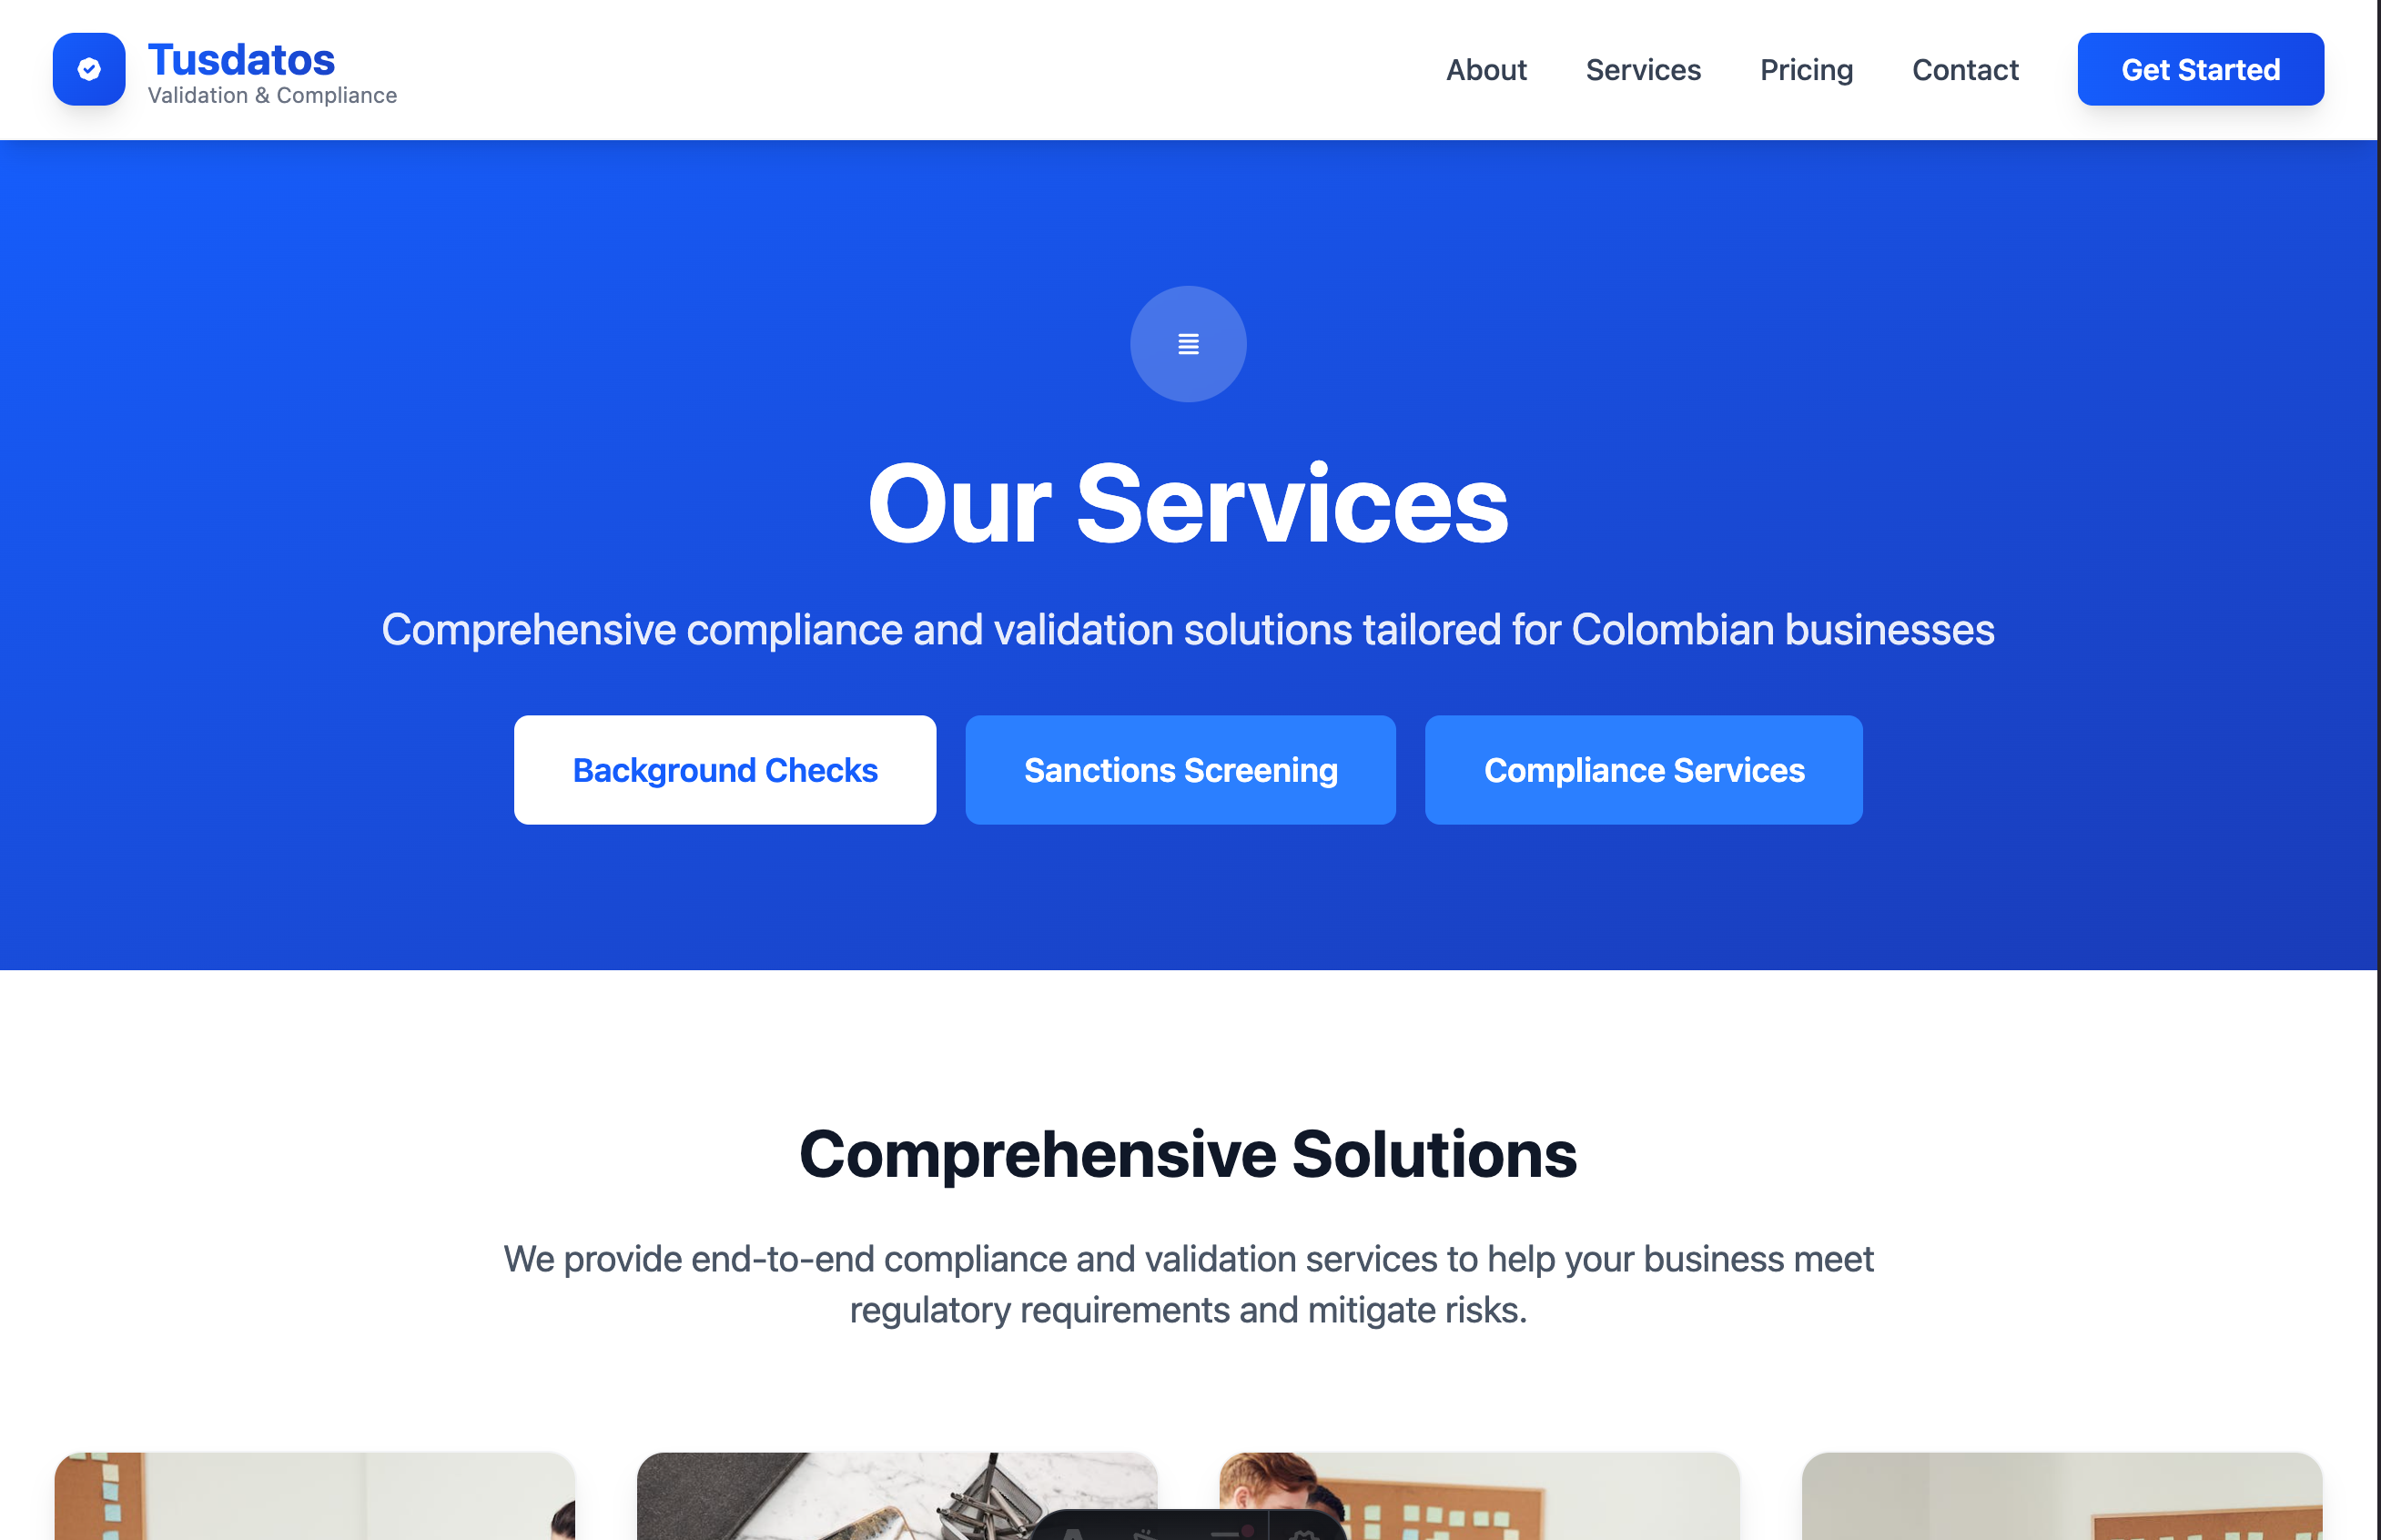 Tusdatos
Validation & Compliance
About
Services
Pricing
Contact
Get Started
Our Services
Comprehensive compliance and validation solutions tailored for Colombian businesses
Background Checks
Sanctions Screening
Compliance Services
Comprehensive Solutions
We provide end-to-end compliance and validation services to help your business meet
regulatory requirements and mitigate risks.